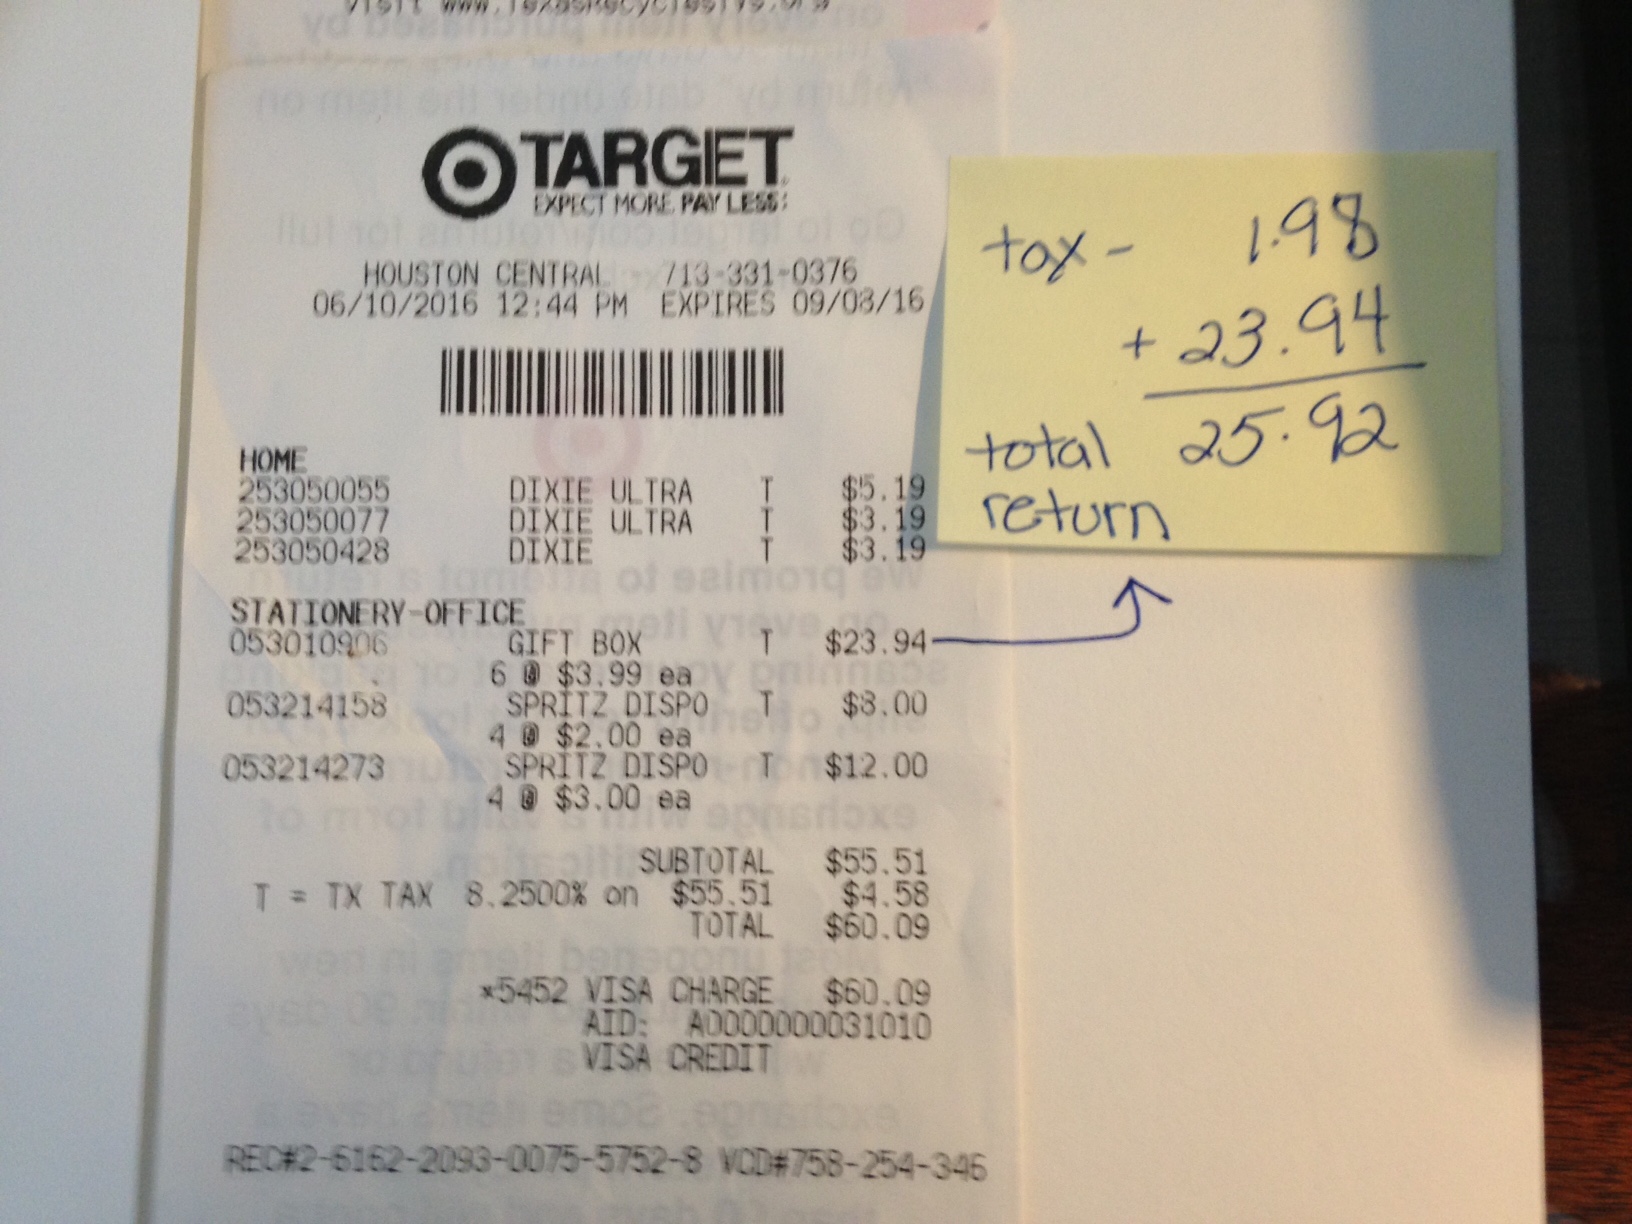 Visit www.TexasRecyclesTVs.org
TARGET
EXPECT MORE. PAY LESS.
HOUSTON CENTRAL - 713-331-0376
06/10/2016 12:44 PM EXPIRES 09/08/16
HOME
253050055 DIXIE ULTRA T $5.19
253050077 DIXIE ULTRA T $3.19
253050428 DIXIE T $3.19
STATIONERY-OFFICE
053010906 GIFT BOX T $23.94
6 @ $3.99 ea
053214158 SPRITZ DISPO T $8.00
4 @ $2.00 ea
053214273 SPRITZ DISPO T $12.00
4 @ $3.00 ea
SUBTOTAL $55.51
T = TX TAX 8.2500% on $55.51 $4.58
TOTAL $60.09
*5452 VISA CHARGE $60.09
AID: A0000000031010
VISA CREDIT
REC#2-6162-2093-0075-5752-8 VCD#758-254-346
tax - 1.98
+ 23.94
total 25.92
return